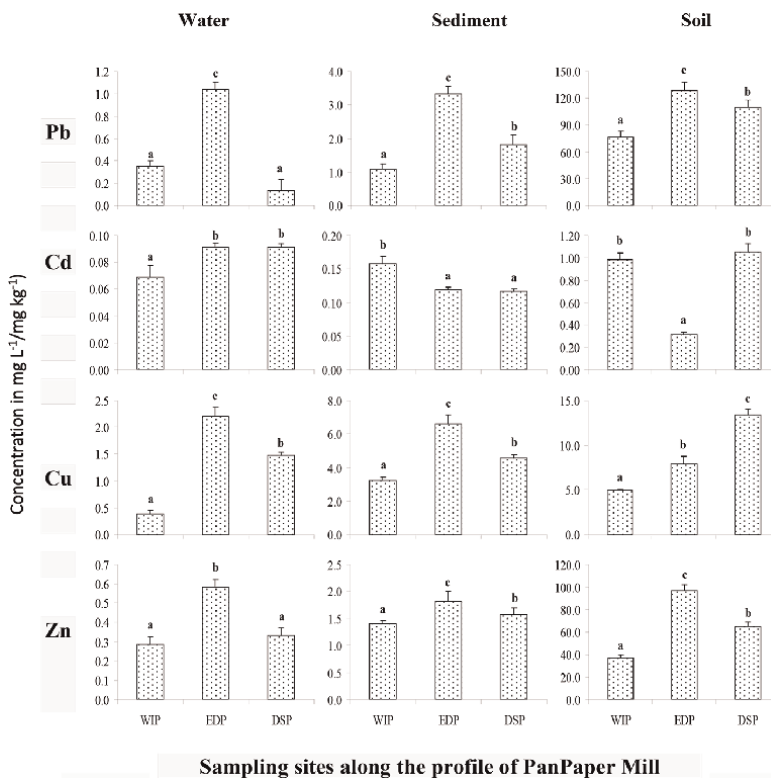 Water Sediment Soil
Concentration in mg L-1/mg kg-1)
Pb
1.2 1.0 0.8 0.6 0.4 0.2 0.0
a c a
4.0 3.0 2.0 1.0 0.0
a c b
150.0 120.0 90.0 60.0 30.0 0.0
a c b
Cd
0.10 0.08 0.06 0.04 0.02 0.00
a b b
0.20 0.15 0.10 0.05 0.00
b a a
1.20 1.00 0.80 0.60 0.40 0.20 0.00
b a b
Cu
2.5 2.0 1.5 1.0 0.5 0.0
a c b
8.0 6.0 4.0 2.0 0.0
a c b
15.0 10.0 5.0 0.0
a b c
Zn
0.7 0.6 0.5 0.4 0.3 0.2 0.1 0.0
a b a
2.5 2.0 1.5 1.0 0.5 0.0
a c b
120.0 100.0 80.0 60.0 40.0 20.0 0.0
a c b
WIP EDP DSP WIP EDP DSP WIP EDP DSP
Sampling sites along the profile of PanPaper Mill